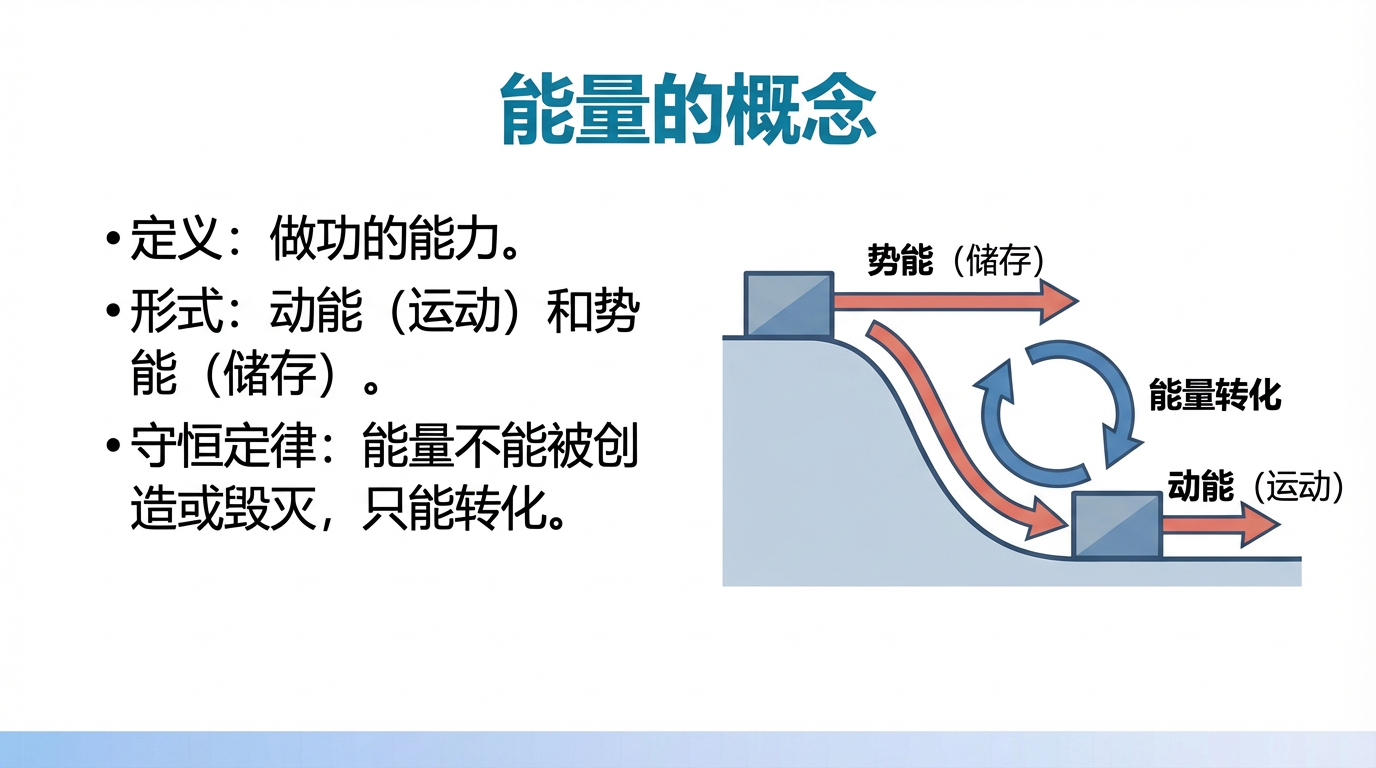 能量的概念
•定义：做功的能力。
•形式：动能（运动）和势
能（储存）。
•守恒定律：能量不能被创
造或毁灭，只能转化。
势能（储存）
能量转化
动能（运动）